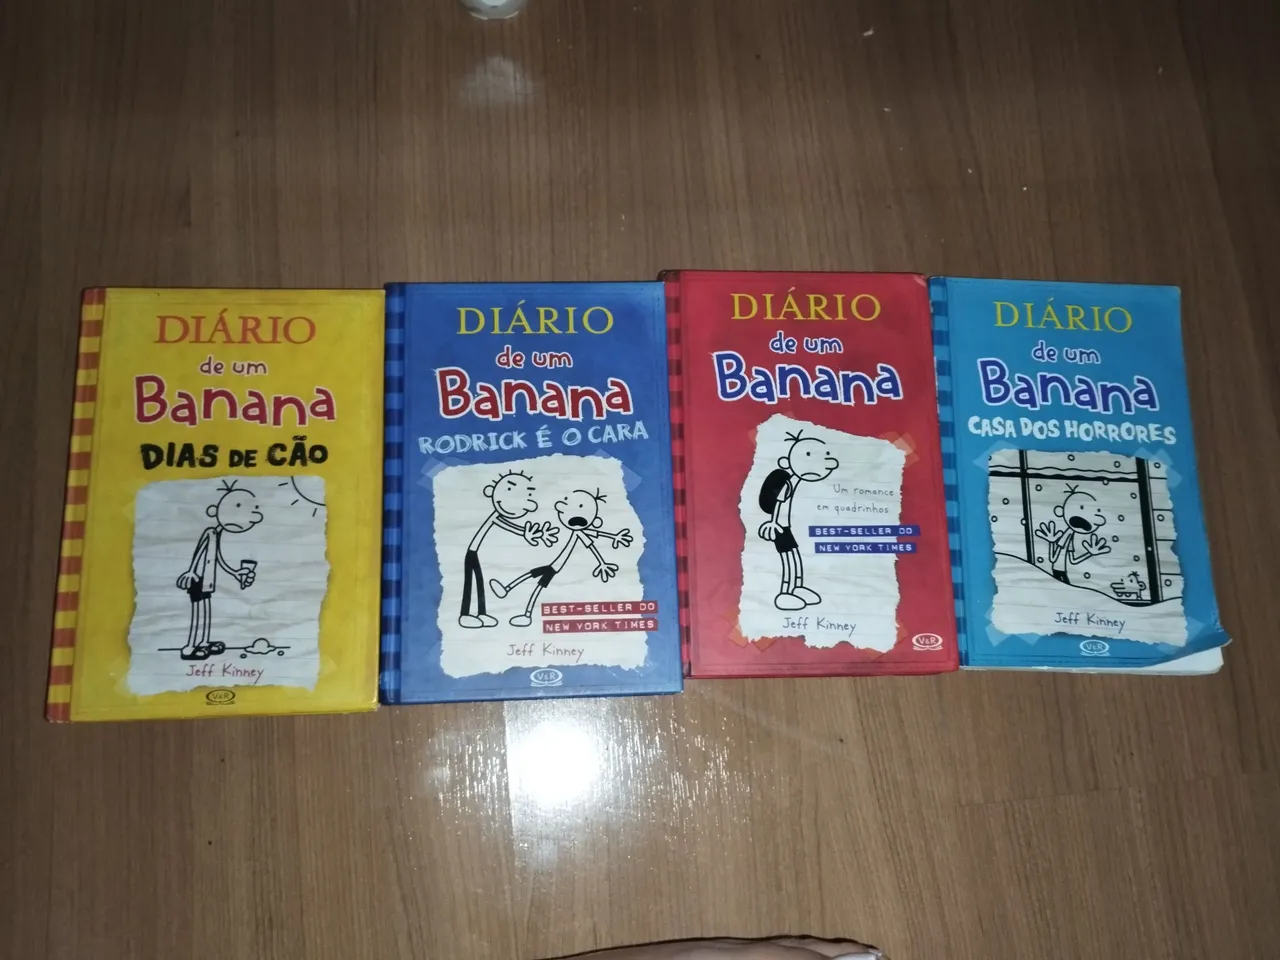 DIÁRIO
de um
Banana
DIAS DE CÃO
Jeff Kinney
V&R
DIÁRIO
de um
Banana
RODRICK É O CARA
BEST-SELLER DO
NEW YORK TIMES
Jeff Kinney
V&R
DIÁRIO
de um
Banana
Um romance
em quadrinhos
BEST-SELLER DO
NEW YORK TIMES
Jeff Kinney
V&R
DIÁRIO
de um
Banana
CASA DOS HORRORES
Jeff Kinney
V&R